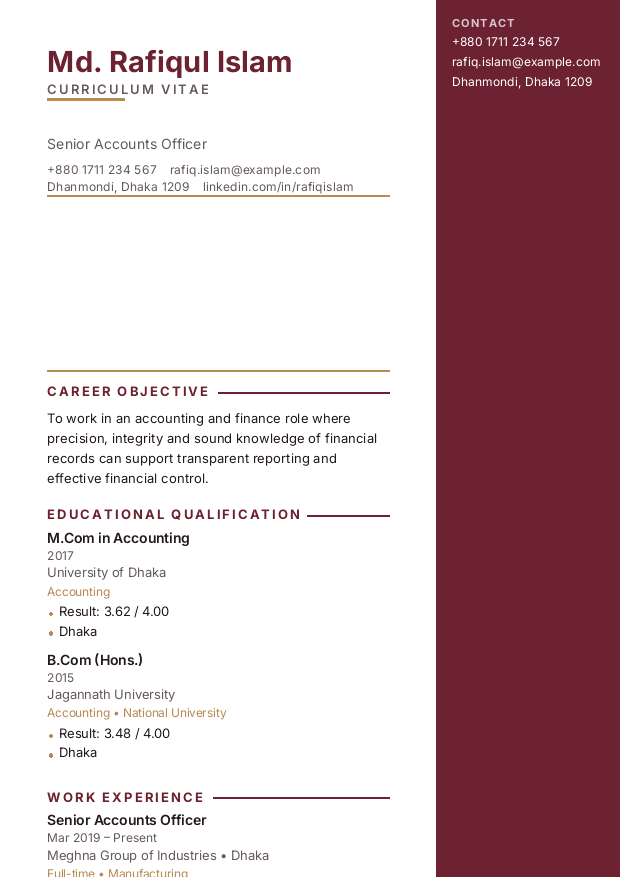 Md. Rafiqul Islam
CURRICULUM VITAE
Senior Accounts Officer
+880 1711 234 567 rafiq.islam@example.com
Dhanmondi, Dhaka 1209 linkedin.com/in/rafiqislam
CAREER OBJECTIVE
To work in an accounting and finance role where
precision, integrity and sound knowledge of financial
records can support transparent reporting and
effective financial control.
EDUCATIONAL QUALIFICATION
M.Com in Accounting
2017
University of Dhaka
Accounting
• Result: 3.62 / 4.00
• Dhaka
B.Com (Hons.)
2015
Jagannath University
Accounting • National University
• Result: 3.48 / 4.00
• Dhaka
WORK EXPERIENCE
Senior Accounts Officer
Mar 2019 – Present
Meghna Group of Industries • Dhaka
Full-time • Manufacturing
CONTACT
+880 1711 234 567
rafiq.islam@example.com
Dhanmondi, Dhaka 1209